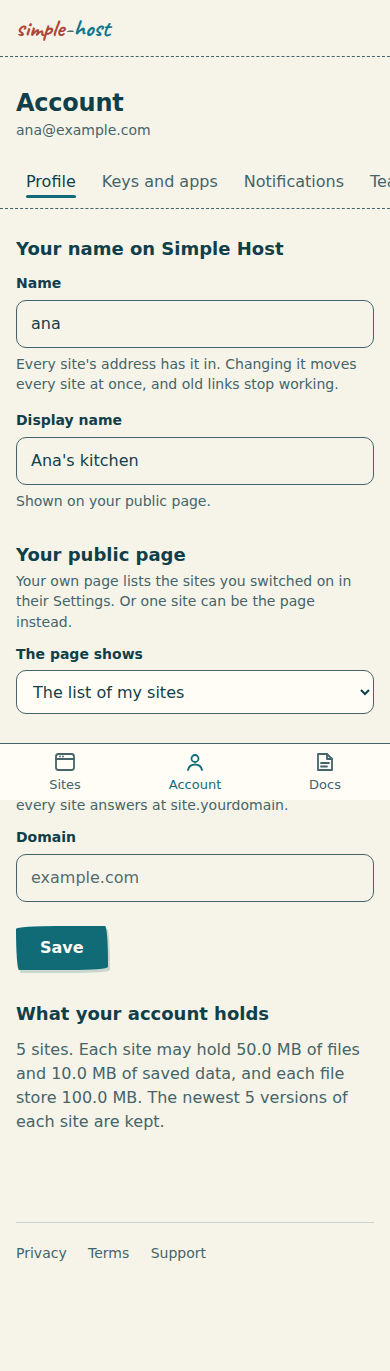 simple-host
Account
ana@example.com
Profile Keys and apps Notifications Tea
Your name on Simple Host
Name
ana
Every site's address has it in. Changing it moves
every site at once, and old links stop working.
Display name
Ana's kitchen
Shown on your public page.
Your public page
Your own page lists the sites you switched on in
their Settings. Or one site can be the page
instead.
The page shows
The list of my sites
Sites Account Docs
every site answers at site.yourdomain.
Domain
example.com
Save
What your account holds
5 sites. Each site may hold 50.0 MB of files
and 10.0 MB of saved data, and each file
store 100.0 MB. The newest 5 versions of
each site are kept.
Privacy Terms Support